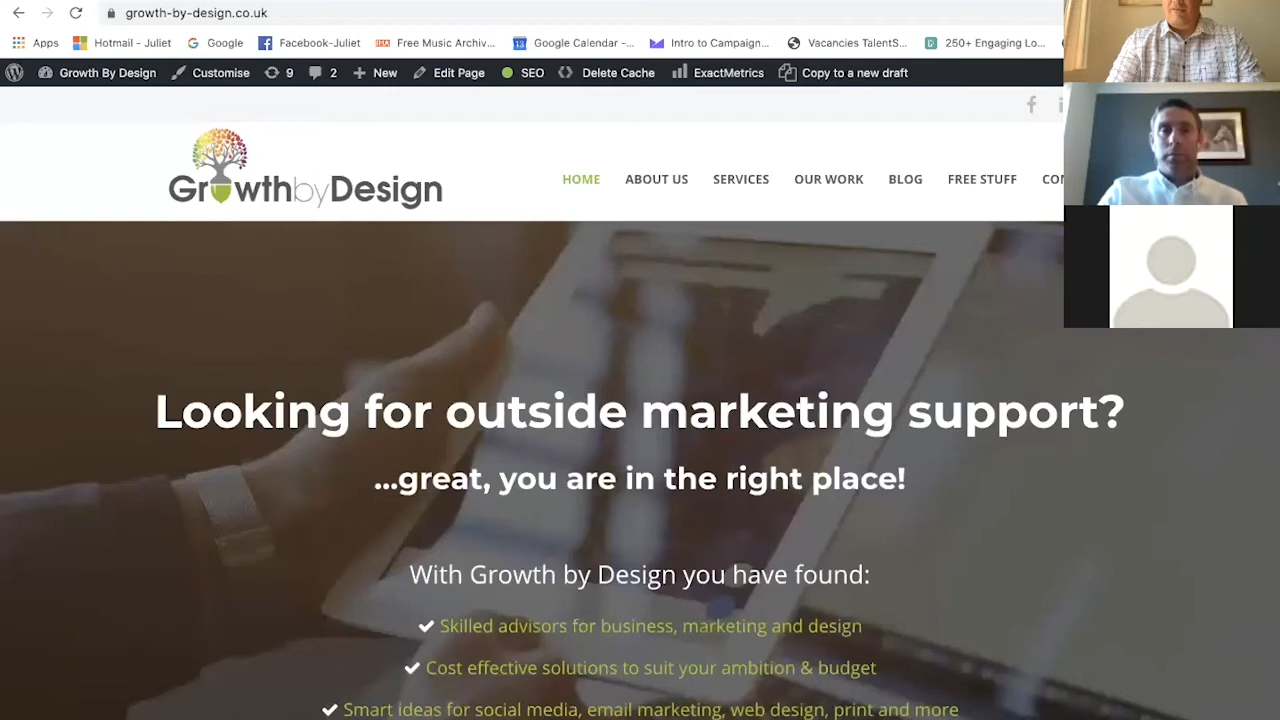 growth-by-design.co.uk
Apps Hotmail - Juliet Google Facebook-Juliet Free Music Archiv... Google Calendar -... Intro to Campaign... Vacancies TalentS... 250+ Engaging Lo...
Growth By Design Customise 9 2 New Edit Page SEO Delete Cache ExactMetrics Copy to a new draft
GrowthbyDesign
HOME ABOUT US SERVICES OUR WORK BLOG FREE STUFF
Looking for outside marketing support?
...great, you are in the right place!
With Growth by Design you have found:
Skilled advisors for business, marketing and design
Cost effective solutions to suit your ambition & budget
Smart ideas for social media, email marketing, web design, print and more